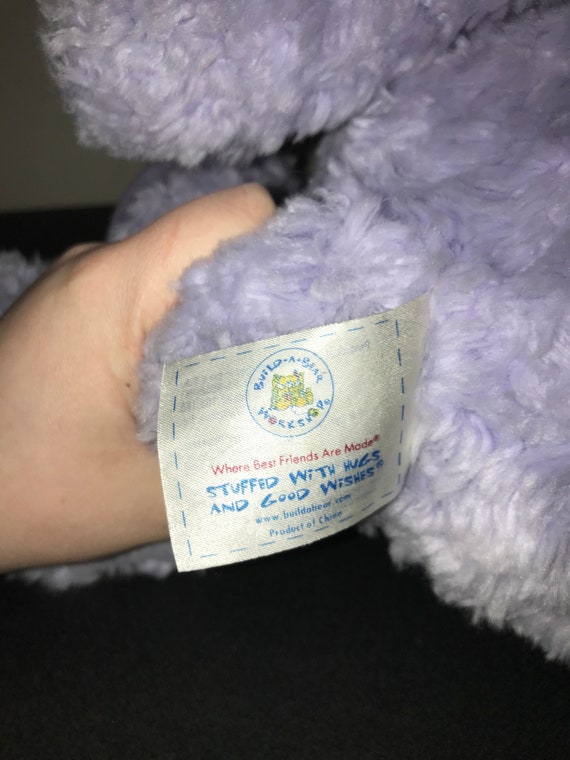 BUILD-A-BEAR
WORKSHOP®
Where Best Friends Are Made®
STUFFED WITH HUGS
AND GOOD WISHES®
www.buildabear.com
Product of China